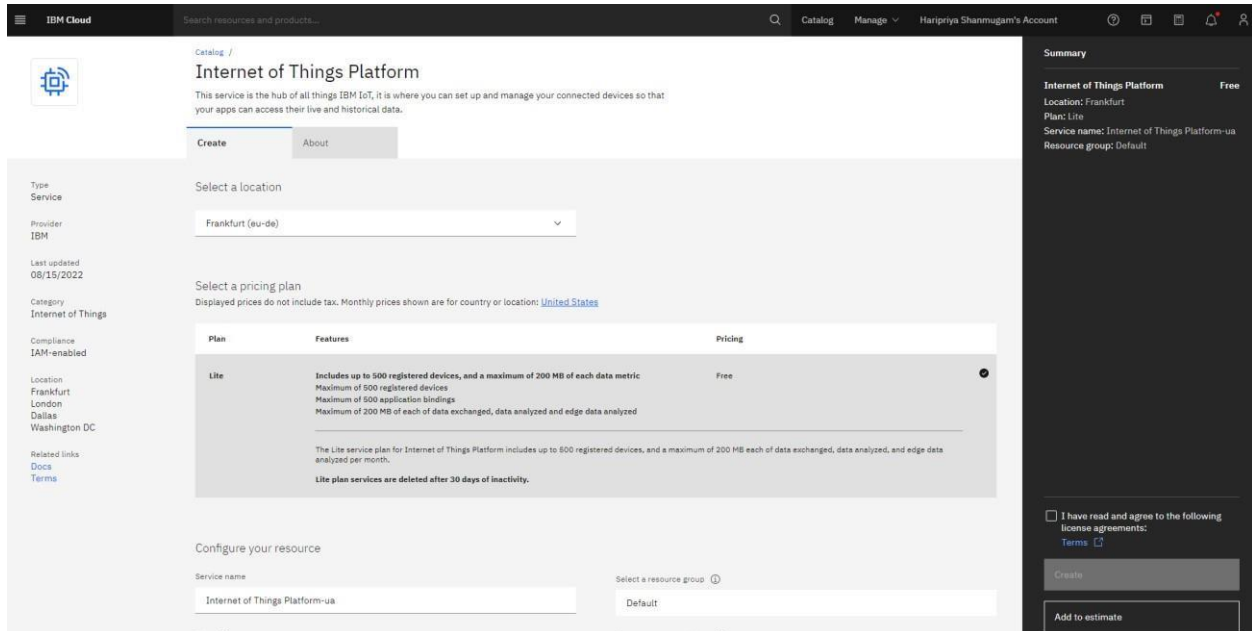 IBM Cloud
Search resources and products...
Catalog
Manage
Haripriya Shanmugam's Account
Catalog /
Internet of Things Platform
This service is the hub of all things IBM IoT, it is where you can set up and manage your connected devices so that
your apps can access their live and historical data.
Create
About
Type
Service
Provider
IBM
Last updated
08/15/2022
Category
Internet of Things
Compliance
IAM-enabled
Location
Frankfurt
London
Dallas
Washington DC
Related links
Docs
Terms
Select a location
Frankfurt (eu-de)
Select a pricing plan
Displayed prices do not include tax. Monthly prices shown are for country or location: United States
Plan
Features
Pricing
Lite
Includes up to 500 registered devices, and a maximum of 200 MB of each data metric
Maximum of 500 registered devices
Maximum of 500 application bindings
Maximum of 200 MB of each of data exchanged, data analyzed and edge data analyzed
Free
The Lite service plan for Internet of Things Platform includes up to 500 registered devices, and a maximum of 200 MB each of data exchanged, data analyzed, and edge data
analyzed per month.
Lite plan services are deleted after 30 days of inactivity.
Configure your resource
Service name
Internet of Things Platform-ua
Select a resource group
Default
Summary
Internet of Things Platform Free
Location: Frankfurt
Plan: Lite
Service name: Internet of Things Platform-ua
Resource group: Default
I have read and agree to the following
license agreements:
Terms
Create
Add to estimate